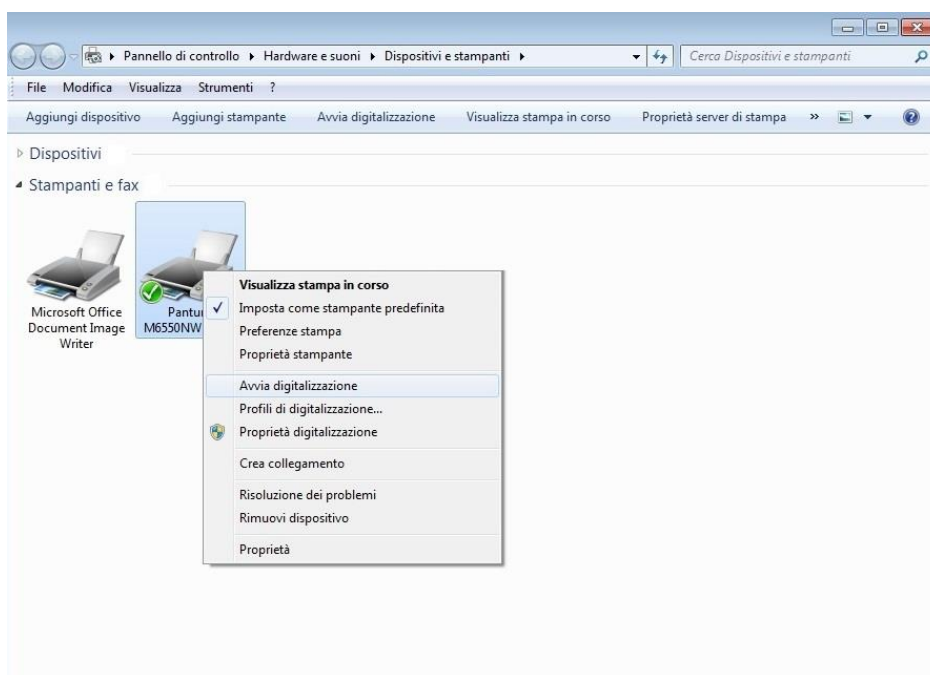 Pannello di controllo Hardware e suoni Dispositivi e stampanti
Cerca Dispositivi e stampanti
File Modifica Visualizza Strumenti ?
Aggiungi dispositivo Aggiungi stampante Avvia digitalizzazione Visualizza stampa in corso Proprietà server di stampa »
Dispositivi
Stampanti e fax
Microsoft Office
Document Image
Writer
Pantu
M6550NW
Visualizza stampa in corso
Imposta come stampante predefinita
Preferenze stampa
Proprietà stampante
Avvia digitalizzazione
Profili di digitalizzazione...
Proprietà digitalizzazione
Crea collegamento
Risoluzione dei problemi
Rimuovi dispositivo
Proprietà